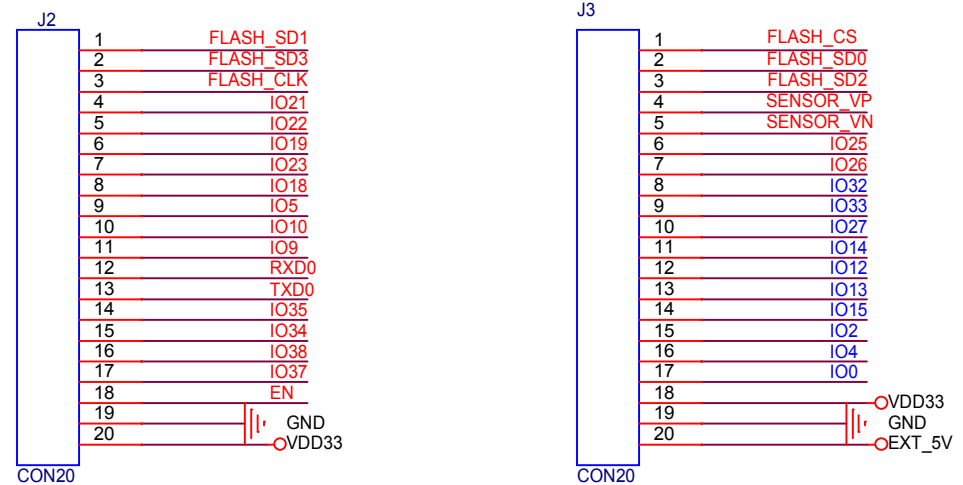 J2
1 FLASH_SD1
2 FLASH_SD3
3 FLASH_CLK
4 IO21
5 IO22
6 IO19
7 IO23
8 IO18
9 IO5
10 IO10
11 IO9
12 RXD0
13 TXD0
14 IO35
15 IO34
16 IO38
17 IO37
18 EN
19 GND
20 VDD33
CON20
J3
1 FLASH_CS
2 FLASH_SD0
3 FLASH_SD2
4 SENSOR_VP
5 SENSOR_VN
6 IO25
7 IO26
8 IO32
9 IO33
10 IO27
11 IO14
12 IO12
13 IO13
14 IO15
15 IO2
16 IO4
17 IO0
18 VDD33
19 GND
20 EXT_5V
CON20